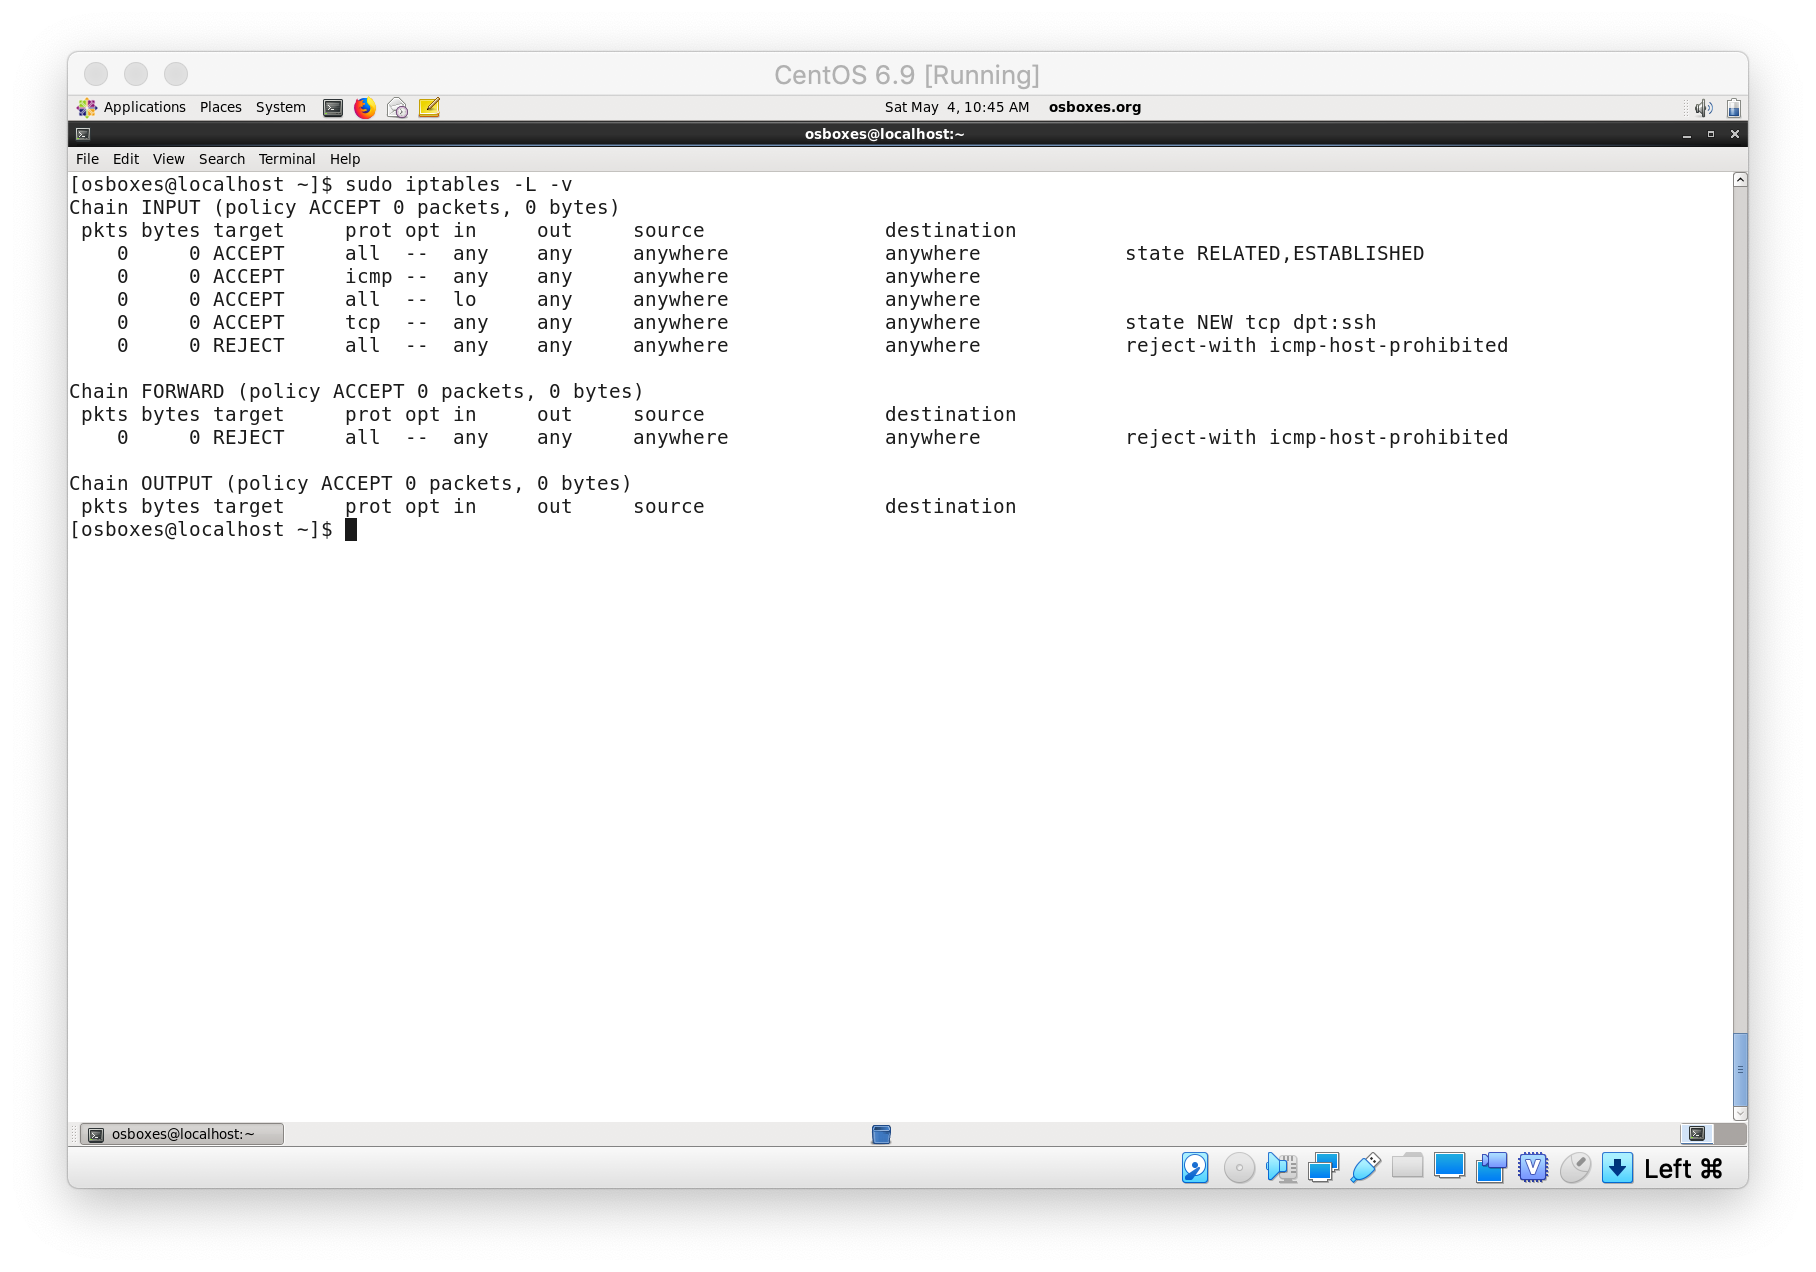 CentOS 6.9 [Running]
Applications Places System Sat May 4, 10:45 AM osboxes.org
osboxes@localhost:~
File Edit View Search Terminal Help
[osboxes@localhost ~]$ sudo iptables -L -v
Chain INPUT (policy ACCEPT 0 packets, 0 bytes)
 pkts bytes target     prot opt in     out     source               destination
    0     0 ACCEPT     all  --  any    any     anywhere             anywhere            state RELATED,ESTABLISHED
    0     0 ACCEPT     icmp --  any    any     anywhere             anywhere
    0     0 ACCEPT     all  --  lo     any     anywhere             anywhere
    0     0 ACCEPT     tcp  --  any    any     anywhere             anywhere            state NEW tcp dpt:ssh
    0     0 REJECT     all  --  any    any     anywhere             anywhere            reject-with icmp-host-prohibited
Chain FORWARD (policy ACCEPT 0 packets, 0 bytes)
 pkts bytes target     prot opt in     out     source               destination
    0     0 REJECT     all  --  any    any     anywhere             anywhere            reject-with icmp-host-prohibited
Chain OUTPUT (policy ACCEPT 0 packets, 0 bytes)
 pkts bytes target     prot opt in     out     source               destination
[osboxes@localhost ~]$
osboxes@localhost:~
V Left ⌘